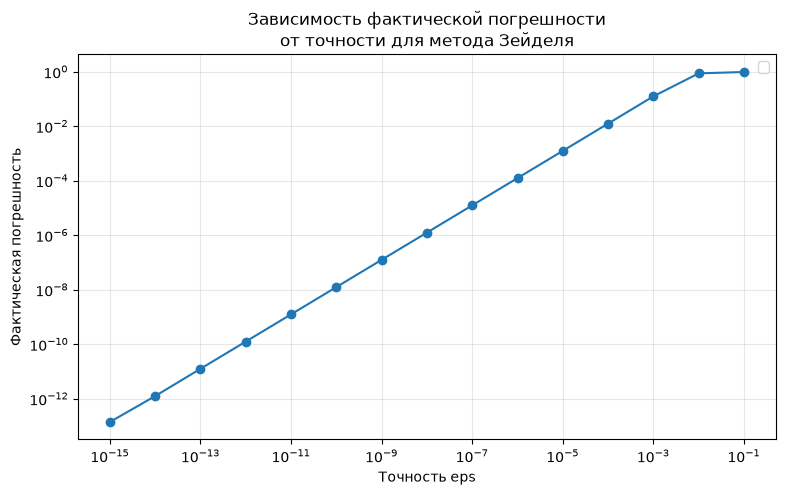 Зависимость фактической погрешности
от точности для метода Зейделя
Фактическая погрешность
10⁰
10⁻²
10⁻⁴
10⁻⁶
10⁻⁸
10⁻¹⁰
10⁻¹²
10⁻¹⁵ 10⁻¹³ 10⁻¹¹ 10⁻⁹ 10⁻⁷ 10⁻⁵ 10⁻³ 10⁻¹
Точность eps